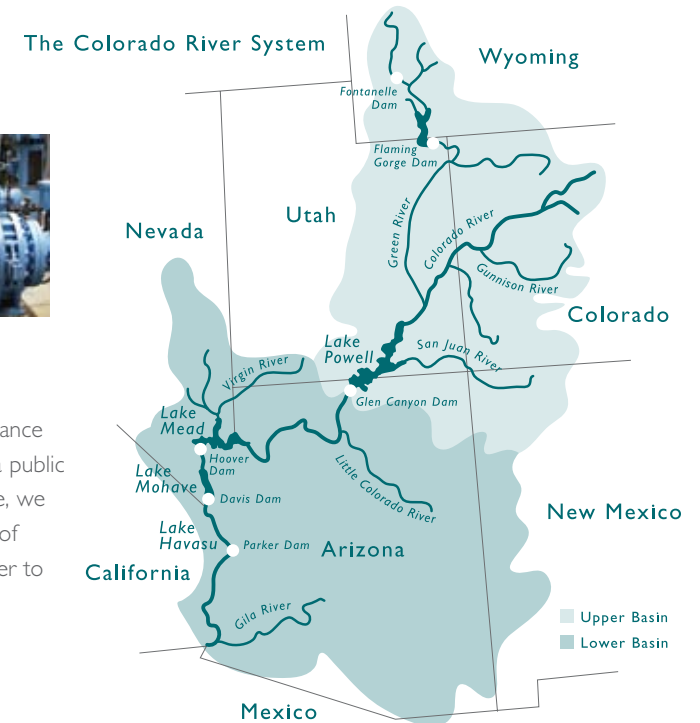 The Colorado River System
Wyoming
Fontanelle
Dam
Flaming
Gorge Dam
Utah
Nevada
Green River
Colorado River
Gunnison River
Colorado
Lake
Powell
San Juan River
Virgin River
Glen Canyon Dam
Lake
Mead
Hoover
Dam
Lake
Mohave
Davis Dam
Little Colorado River
New Mexico
Lake
Havasu
Parker Dam
Arizona
California
Gila River
Upper Basin
Lower Basin
Mexico
ance
a public
e, we
of
er to